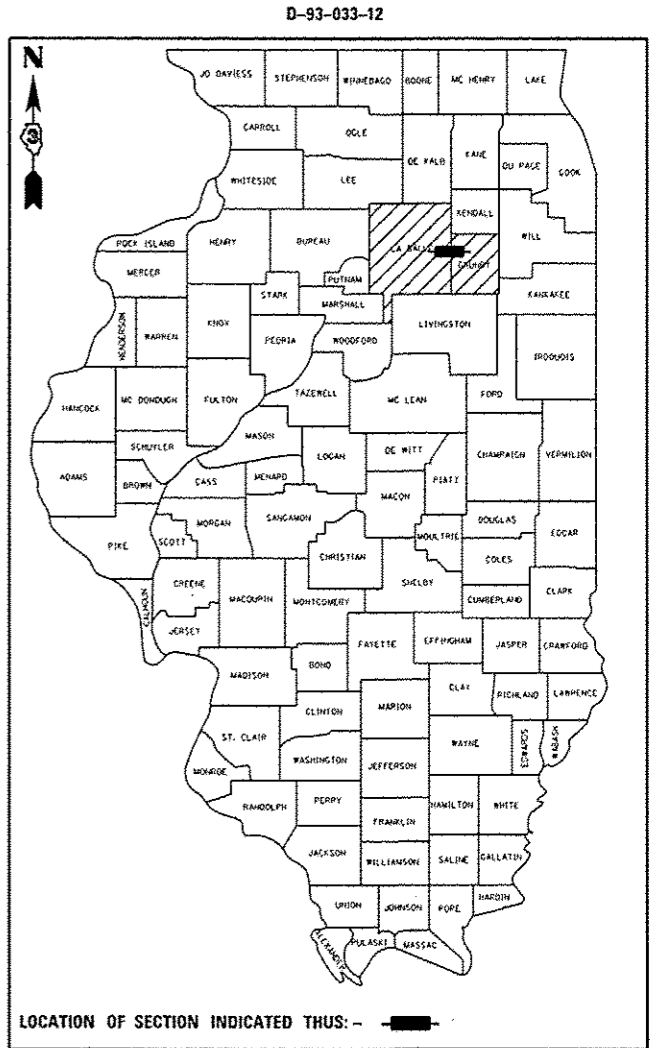 D-93-033-12
N
3
JO DAVIESS STEPHENSON WINNEBAGO BOONE MC HENRY LAKE
CARROLL OGLE DE KALB KANE DU PAGE COOK
WHITESIDE LEE
KENDALL WILL
ROCK ISLAND HENRY BUREAU LA SALLE GRUNDY
MERCER PUTNAM KANKAKEE
STARK MARSHALL
HENDERSON WARREN KNOX PEORIA WOODFORD LIVINGSTON IROQUOIS
HANCOCK MC DONOUGH FULTON TAZEWELL MC LEAN FORD
SCHUYLER MASON LOGAN DE WITT CHAMPAIGN VERMILION
ADAMS BROWN CASS MENARD MACON PIATT
PIKE SCOTT MORGAN SANGAMON CHRISTIAN MOULTRIE DOUGLAS EDGAR
COLES
CALHOUN GREENE MACOUPIN MONTGOMERY SHELBY CUMBERLAND CLARK
JERSEY FAYETTE EFFINGHAM JASPER CRAWFORD
MADISON BOND CLAY RICHLAND LAWRENCE
CLINTON MARION
ST. CLAIR WASHINGTON JEFFERSON WAYNE EDWARDS WABASH
MONROE
RANDOLPH PERRY FRANKLIN HAMILTON WHITE
JACKSON WILLIAMSON SALINE GALLATIN
UNION JOHNSON POPE HARDIN
ALEXANDER PULASKI MASSAC
LOCATION OF SECTION INDICATED THUS: -